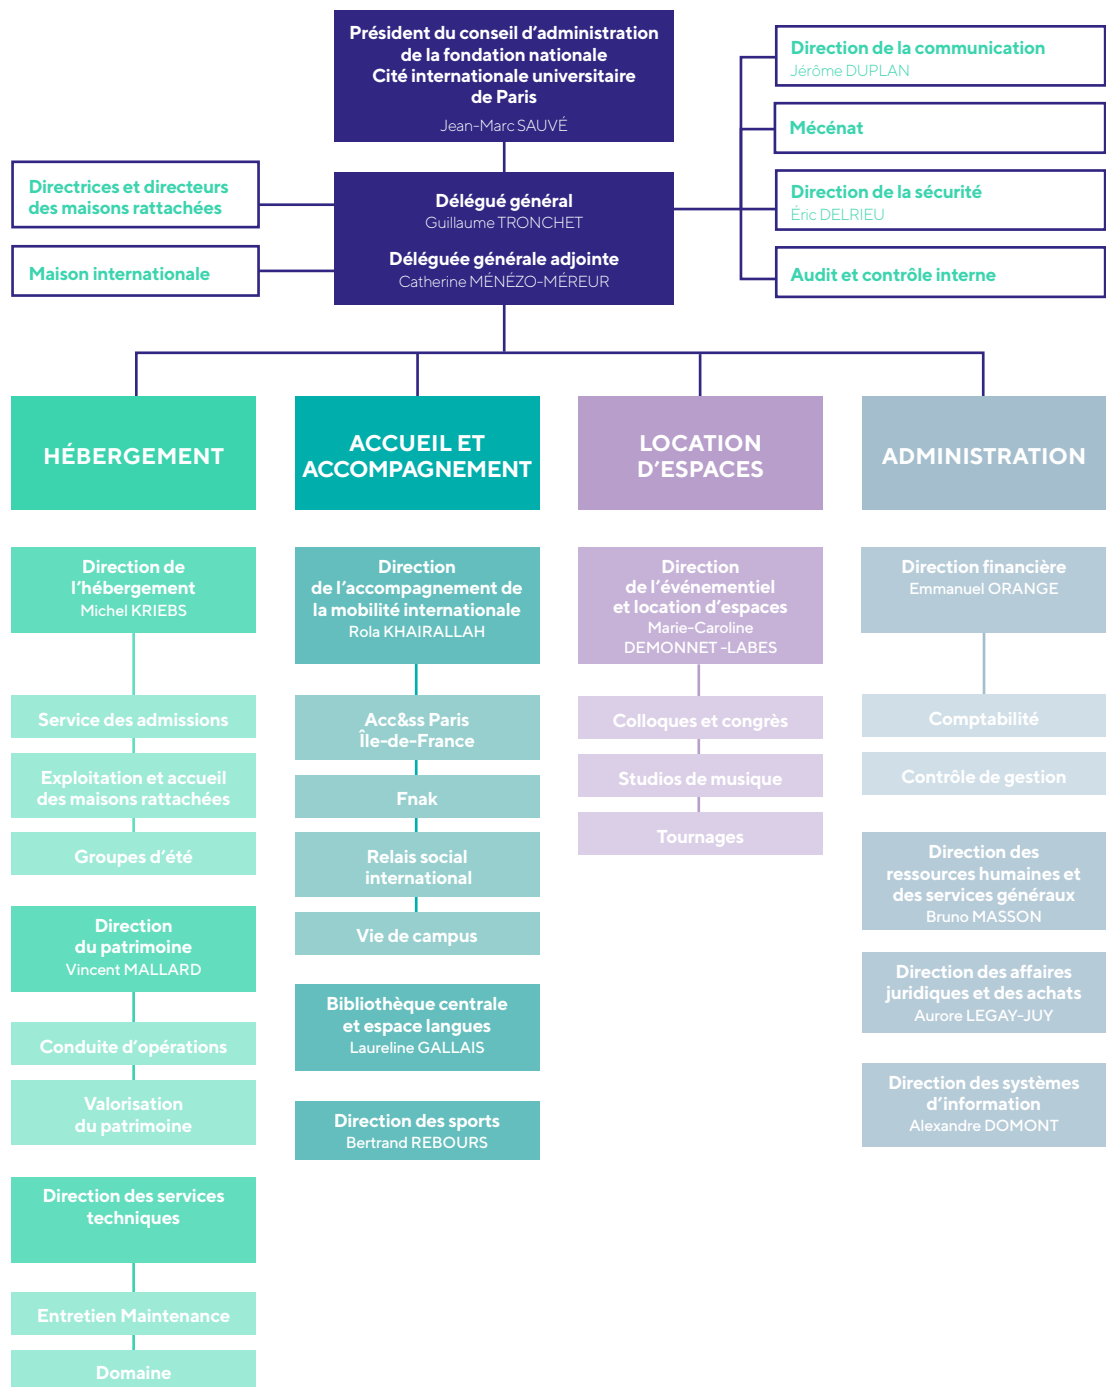 Président du conseil d’administration
de la fondation nationale
Cité internationale universitaire
de Paris
Jean-Marc SAUVÉ
Directrices et directeurs
des maisons rattachées
Maison internationale
Délégué général
Guillaume TRONCHET
Déléguée générale adjointe
Catherine MÉNÉZO-MÉREUR
Direction de la communication
Jérôme DUPLAN
Mécénat
Direction de la sécurité
Éric DELRIEU
Audit et contrôle interne
HÉBERGEMENT
Direction de
l’hébergement
Michel KRIEBS
Service des admissions
Exploitation et accueil
des maisons rattachées
Groupes d’été
Direction
du patrimoine
Vincent MALLARD
Conduite d’opérations
Valorisation
du patrimoine
Direction des services
techniques
Entretien Maintenance
Domaine
ACCUEIL ET
ACCOMPAGNEMENT
Direction
de l’accompagnement de
la mobilité internationale
Rola KHAIRALLAH
Acc&ss Paris
Île-de-France
Fnak
Relais social
international
Vie de campus
Bibliothèque centrale
et espace langues
Laureline GALLAIS
Direction des sports
Bertrand REBOURS
LOCATION
D’ESPACES
Direction
de l’événementiel
et location d’espaces
Marie-Caroline
DEMONNET -LABES
Colloques et congrès
Studios de musique
Tournages
ADMINISTRATION
Direction financière
Emmanuel ORANGE
Comptabilité
Contrôle de gestion
Direction des
ressources humaines et
des services généraux
Bruno MASSON
Direction des affaires
juridiques et des achats
Aurore LEGAY-JUY
Direction des systèmes
d’information
Alexandre DOMONT